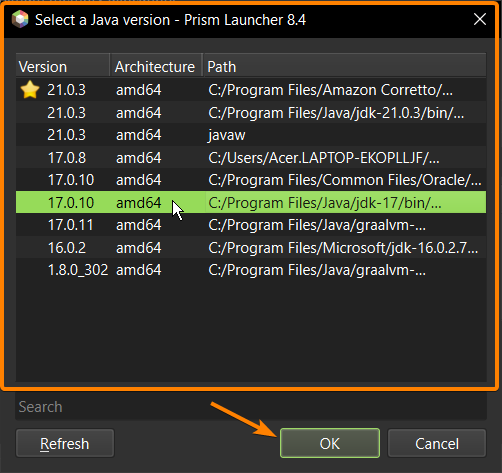 Select a Java version - Prism Launcher 8.4
Version Architecture Path
21.0.3 amd64 C:/Program Files/Amazon Corretto/...
21.0.3 amd64 C:/Program Files/Java/jdk-21.0.3/bin/...
21.0.3 amd64 javaw
17.0.8 amd64 C:/Users/Acer.LAPTOP-EKOPLLJF/...
17.0.10 amd64 C:/Program Files/Common Files/Oracle/...
17.0.10 amd64 C:/Program Files/Java/jdk-17/bin/...
17.0.11 amd64 C:/Program Files/Java/graalvm-...
16.0.2 amd64 C:/Program Files/Microsoft/jdk-16.0.2.7...
1.8.0_302 amd64 C:/Program Files/Java/graalvm-...
Search
Refresh OK Cancel